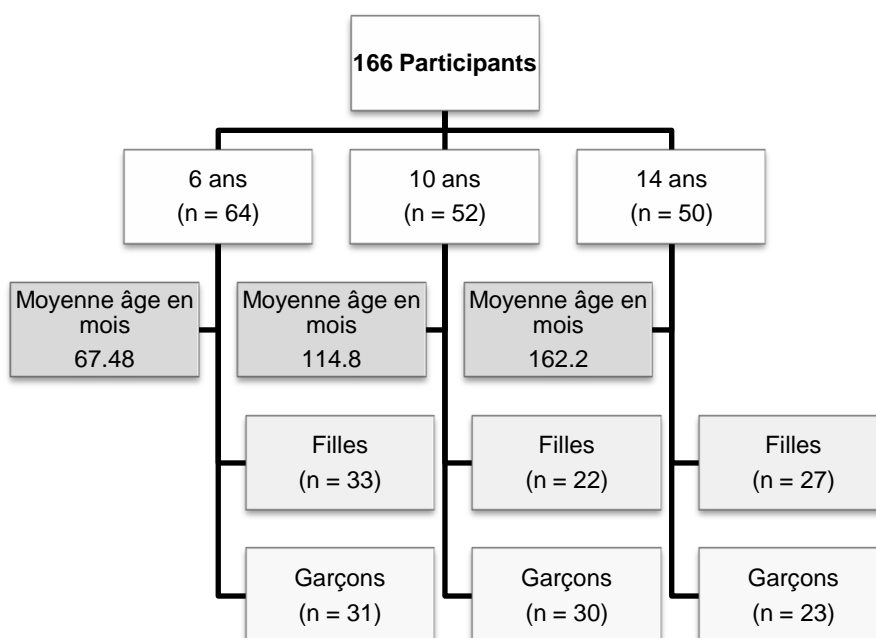 166 Participants
6 ans
(n = 64)
10 ans
(n = 52)
14 ans
(n = 50)
Moyenne âge en
mois
67.48
Moyenne âge en
mois
114.8
Moyenne âge en
mois
162.2
Filles
(n = 33)
Filles
(n = 22)
Filles
(n = 27)
Garçons
(n = 31)
Garçons
(n = 30)
Garçons
(n = 23)